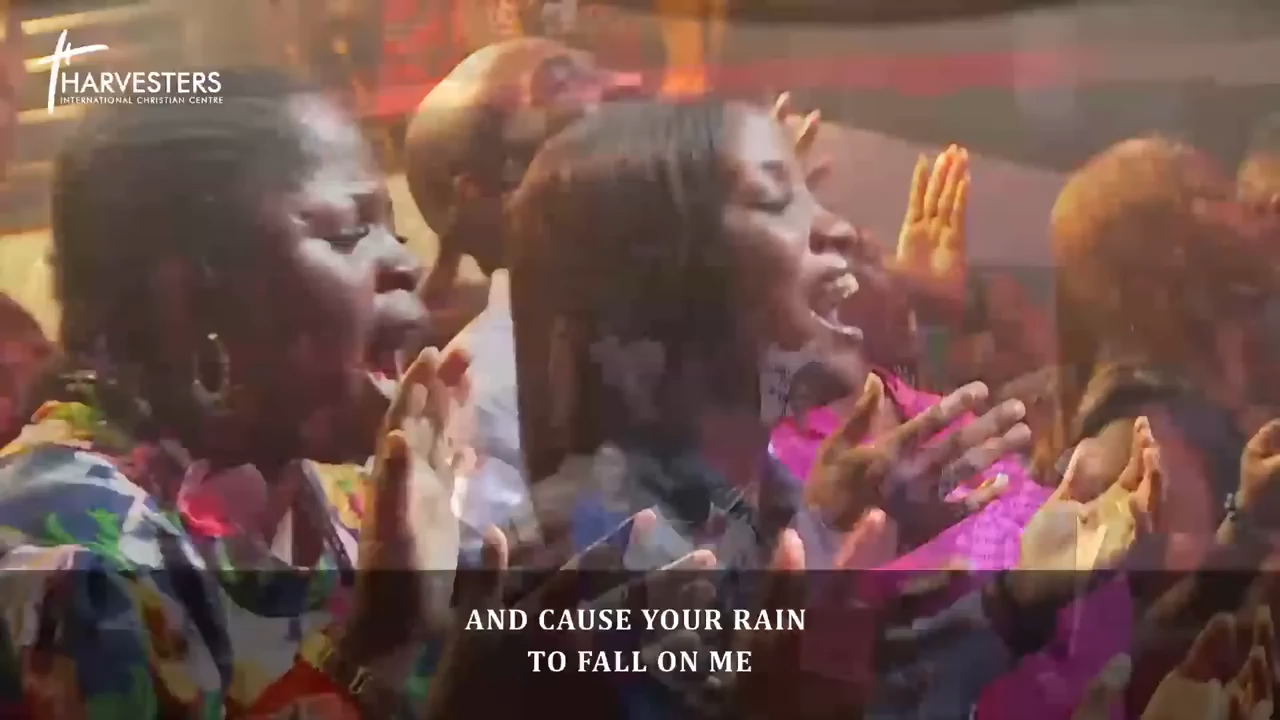 HARVESTERS
INTERNATIONAL CHRISTIAN CENTRE
AND CAUSE YOUR RAIN
TO FALL ON ME